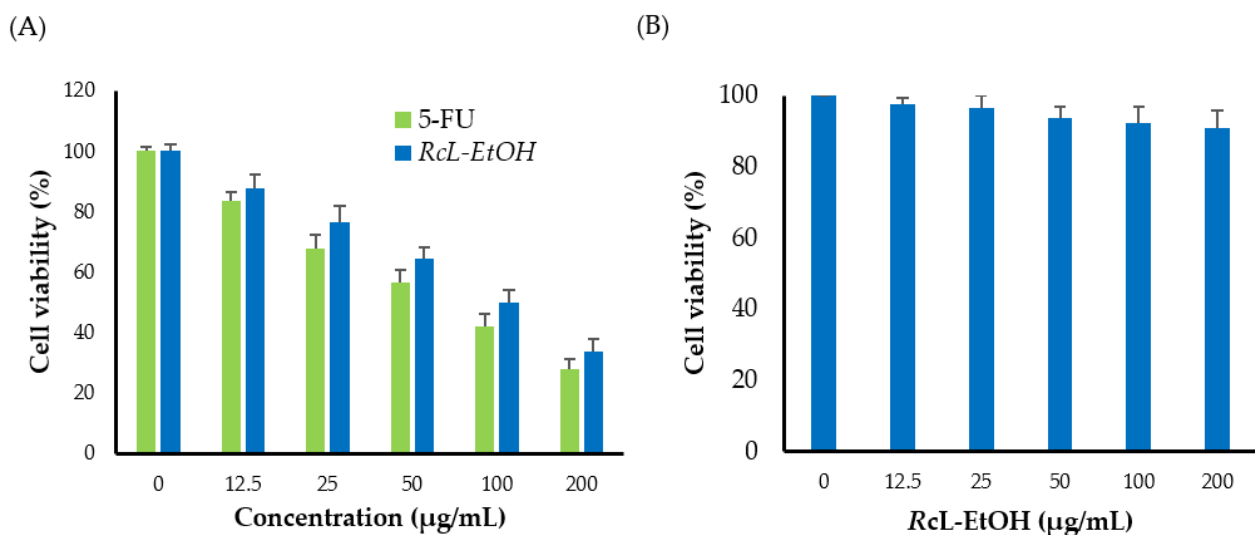 (A)
120
100
80
60
40
20
0
Cell viability (%)
5-FU
RcL-EtOH
0 12.5 25 50 100 200
Concentration (µg/mL)
(B)
100
80
60
40
20
0
Cell viability (%)
0 12.5 25 50 100 200
RcL-EtOH (µg/mL)